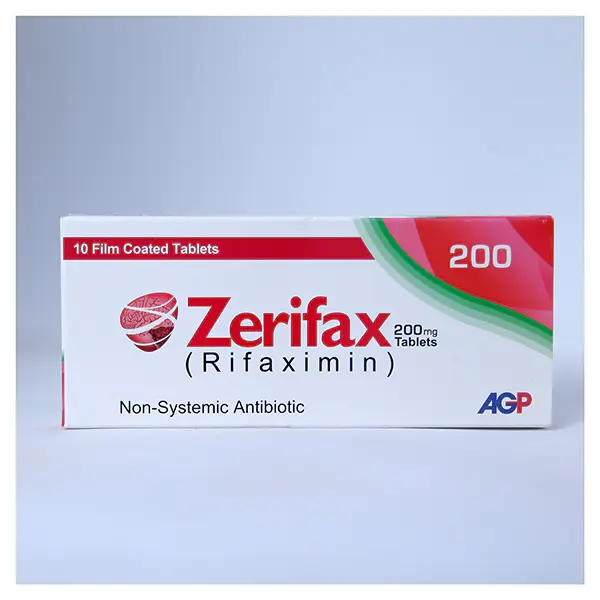 10 Film Coated Tablets
200
Zerifax 200mg Tablets
(Rifaximin)
Non-Systemic Antibiotic
AGP